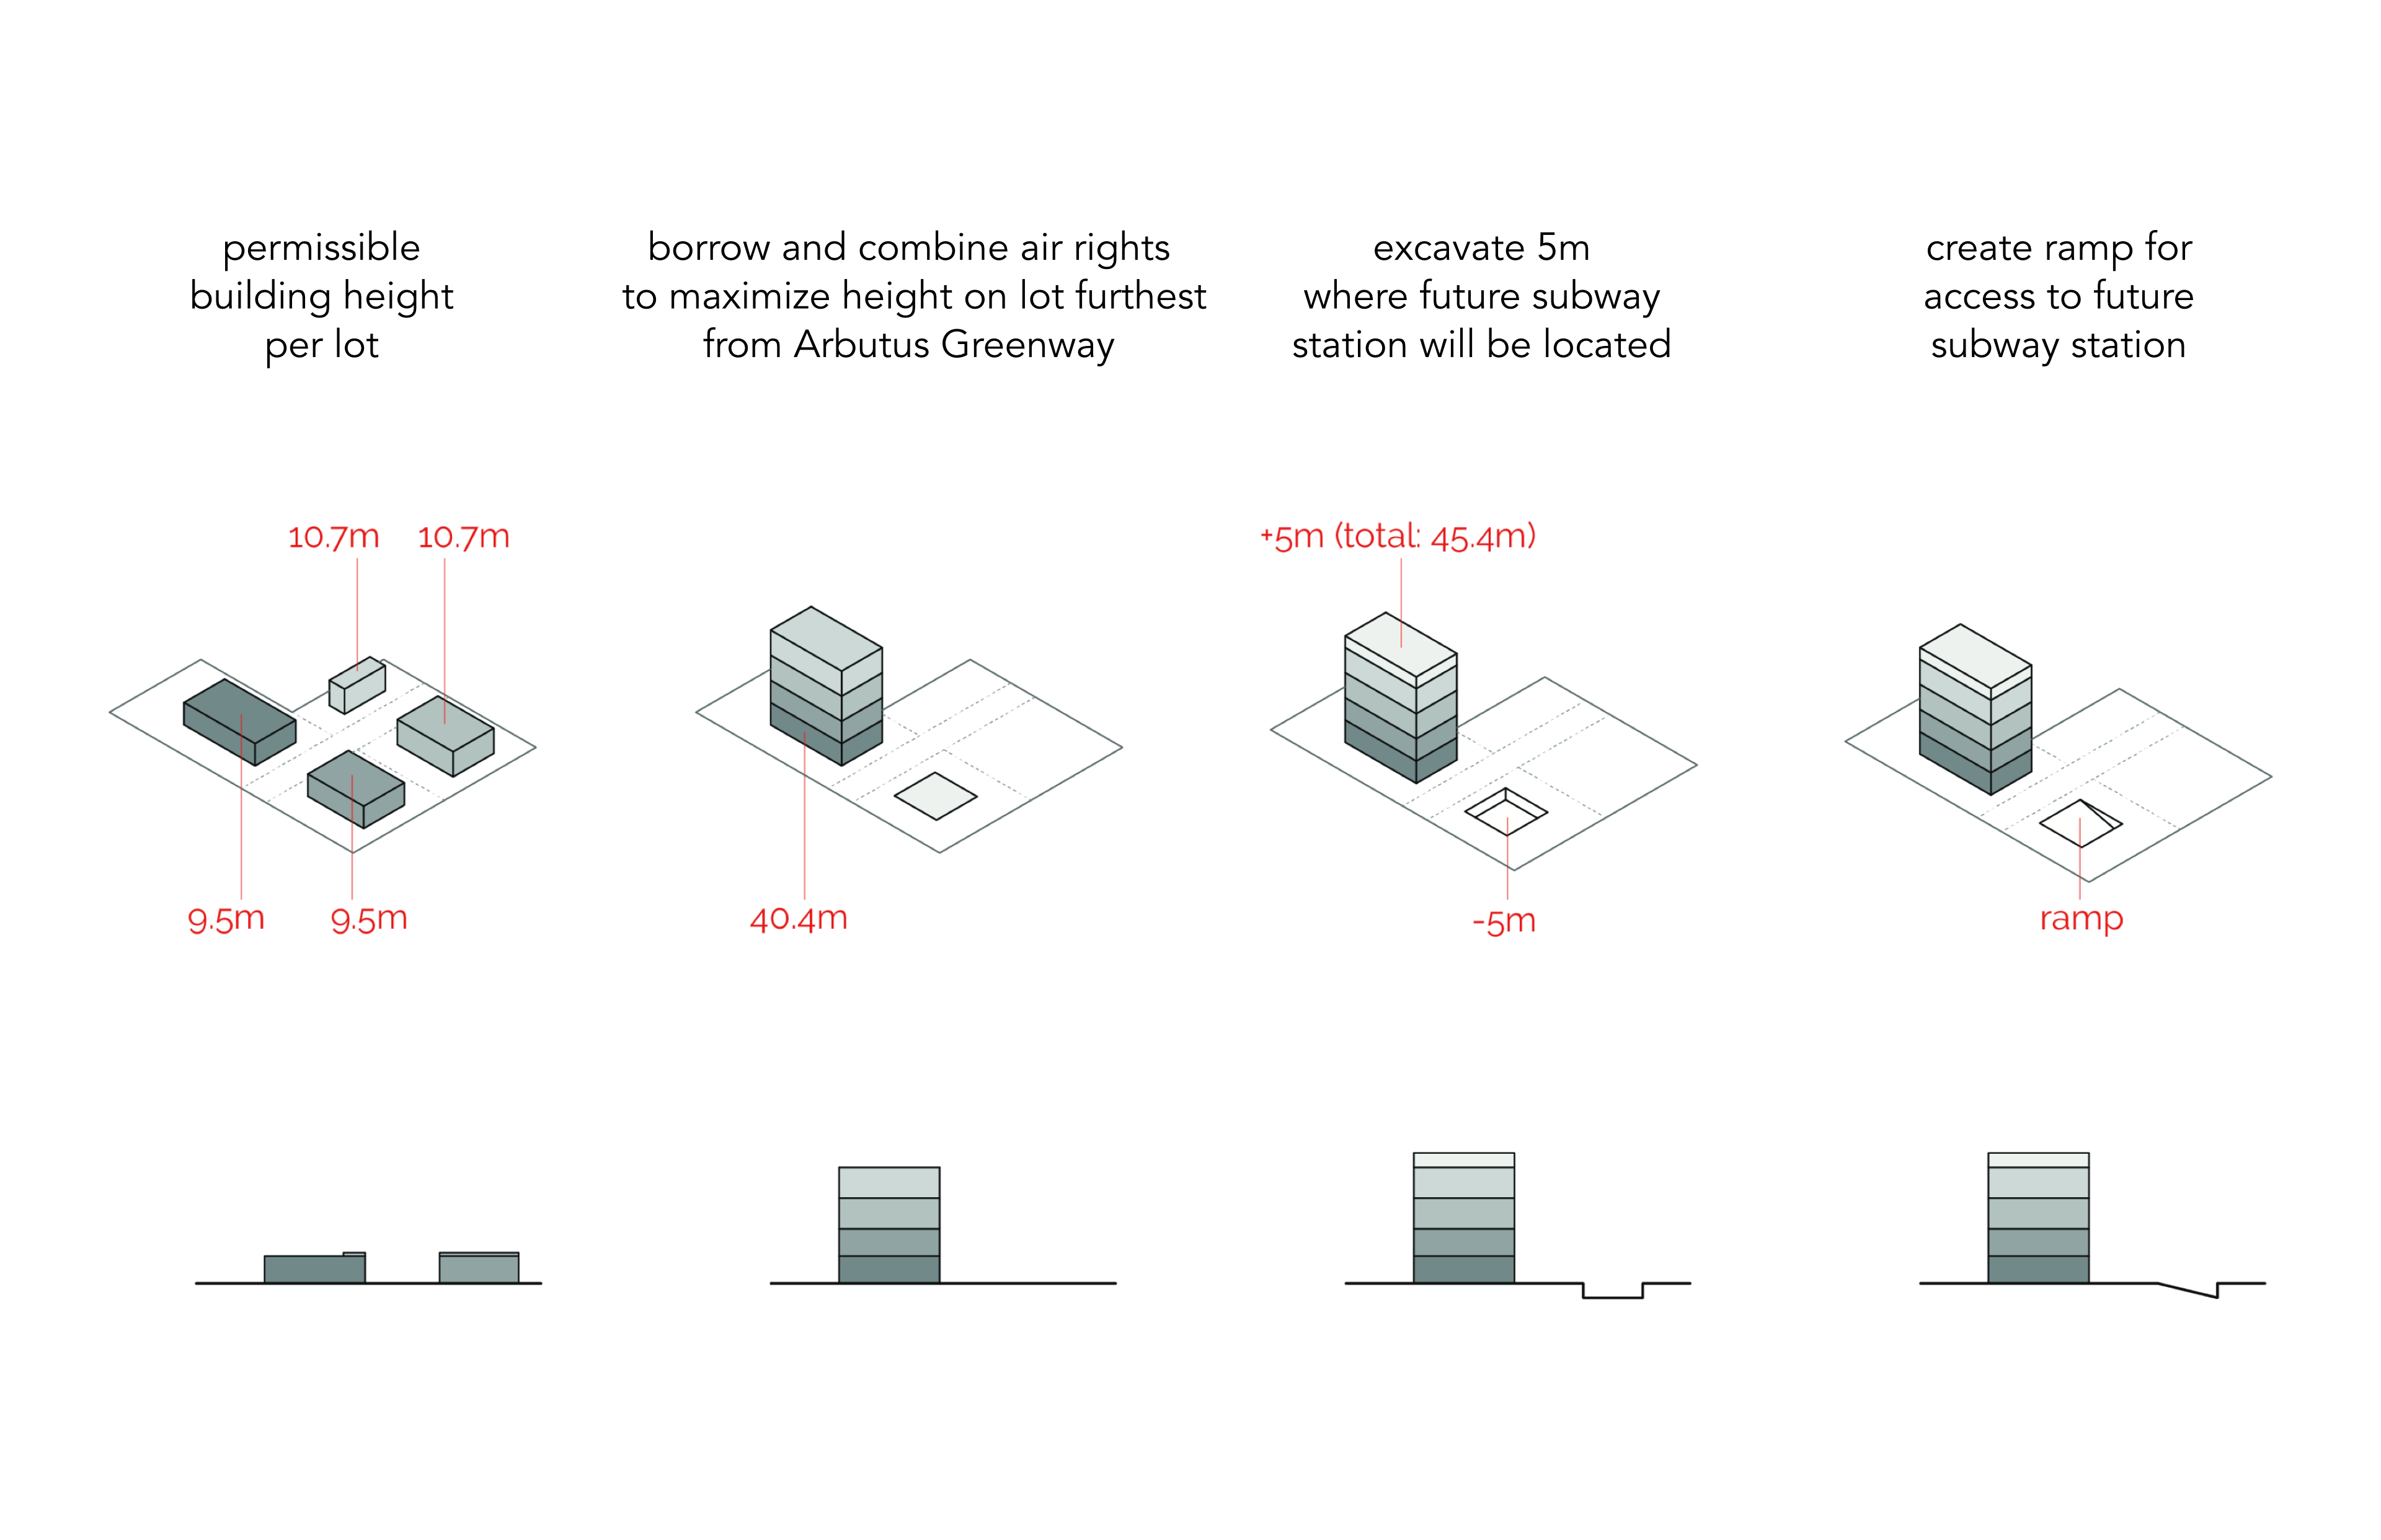 permissible
building height
per lot
borrow and combine air rights
to maximize height on lot furthest
from Arbutus Greenway
excavate 5m
where future subway
station will be located
create ramp for
access to future
subway station
10.7m
10.7m
9.5m
9.5m
40.4m
+5m (total: 45.4m)
-5m
ramp